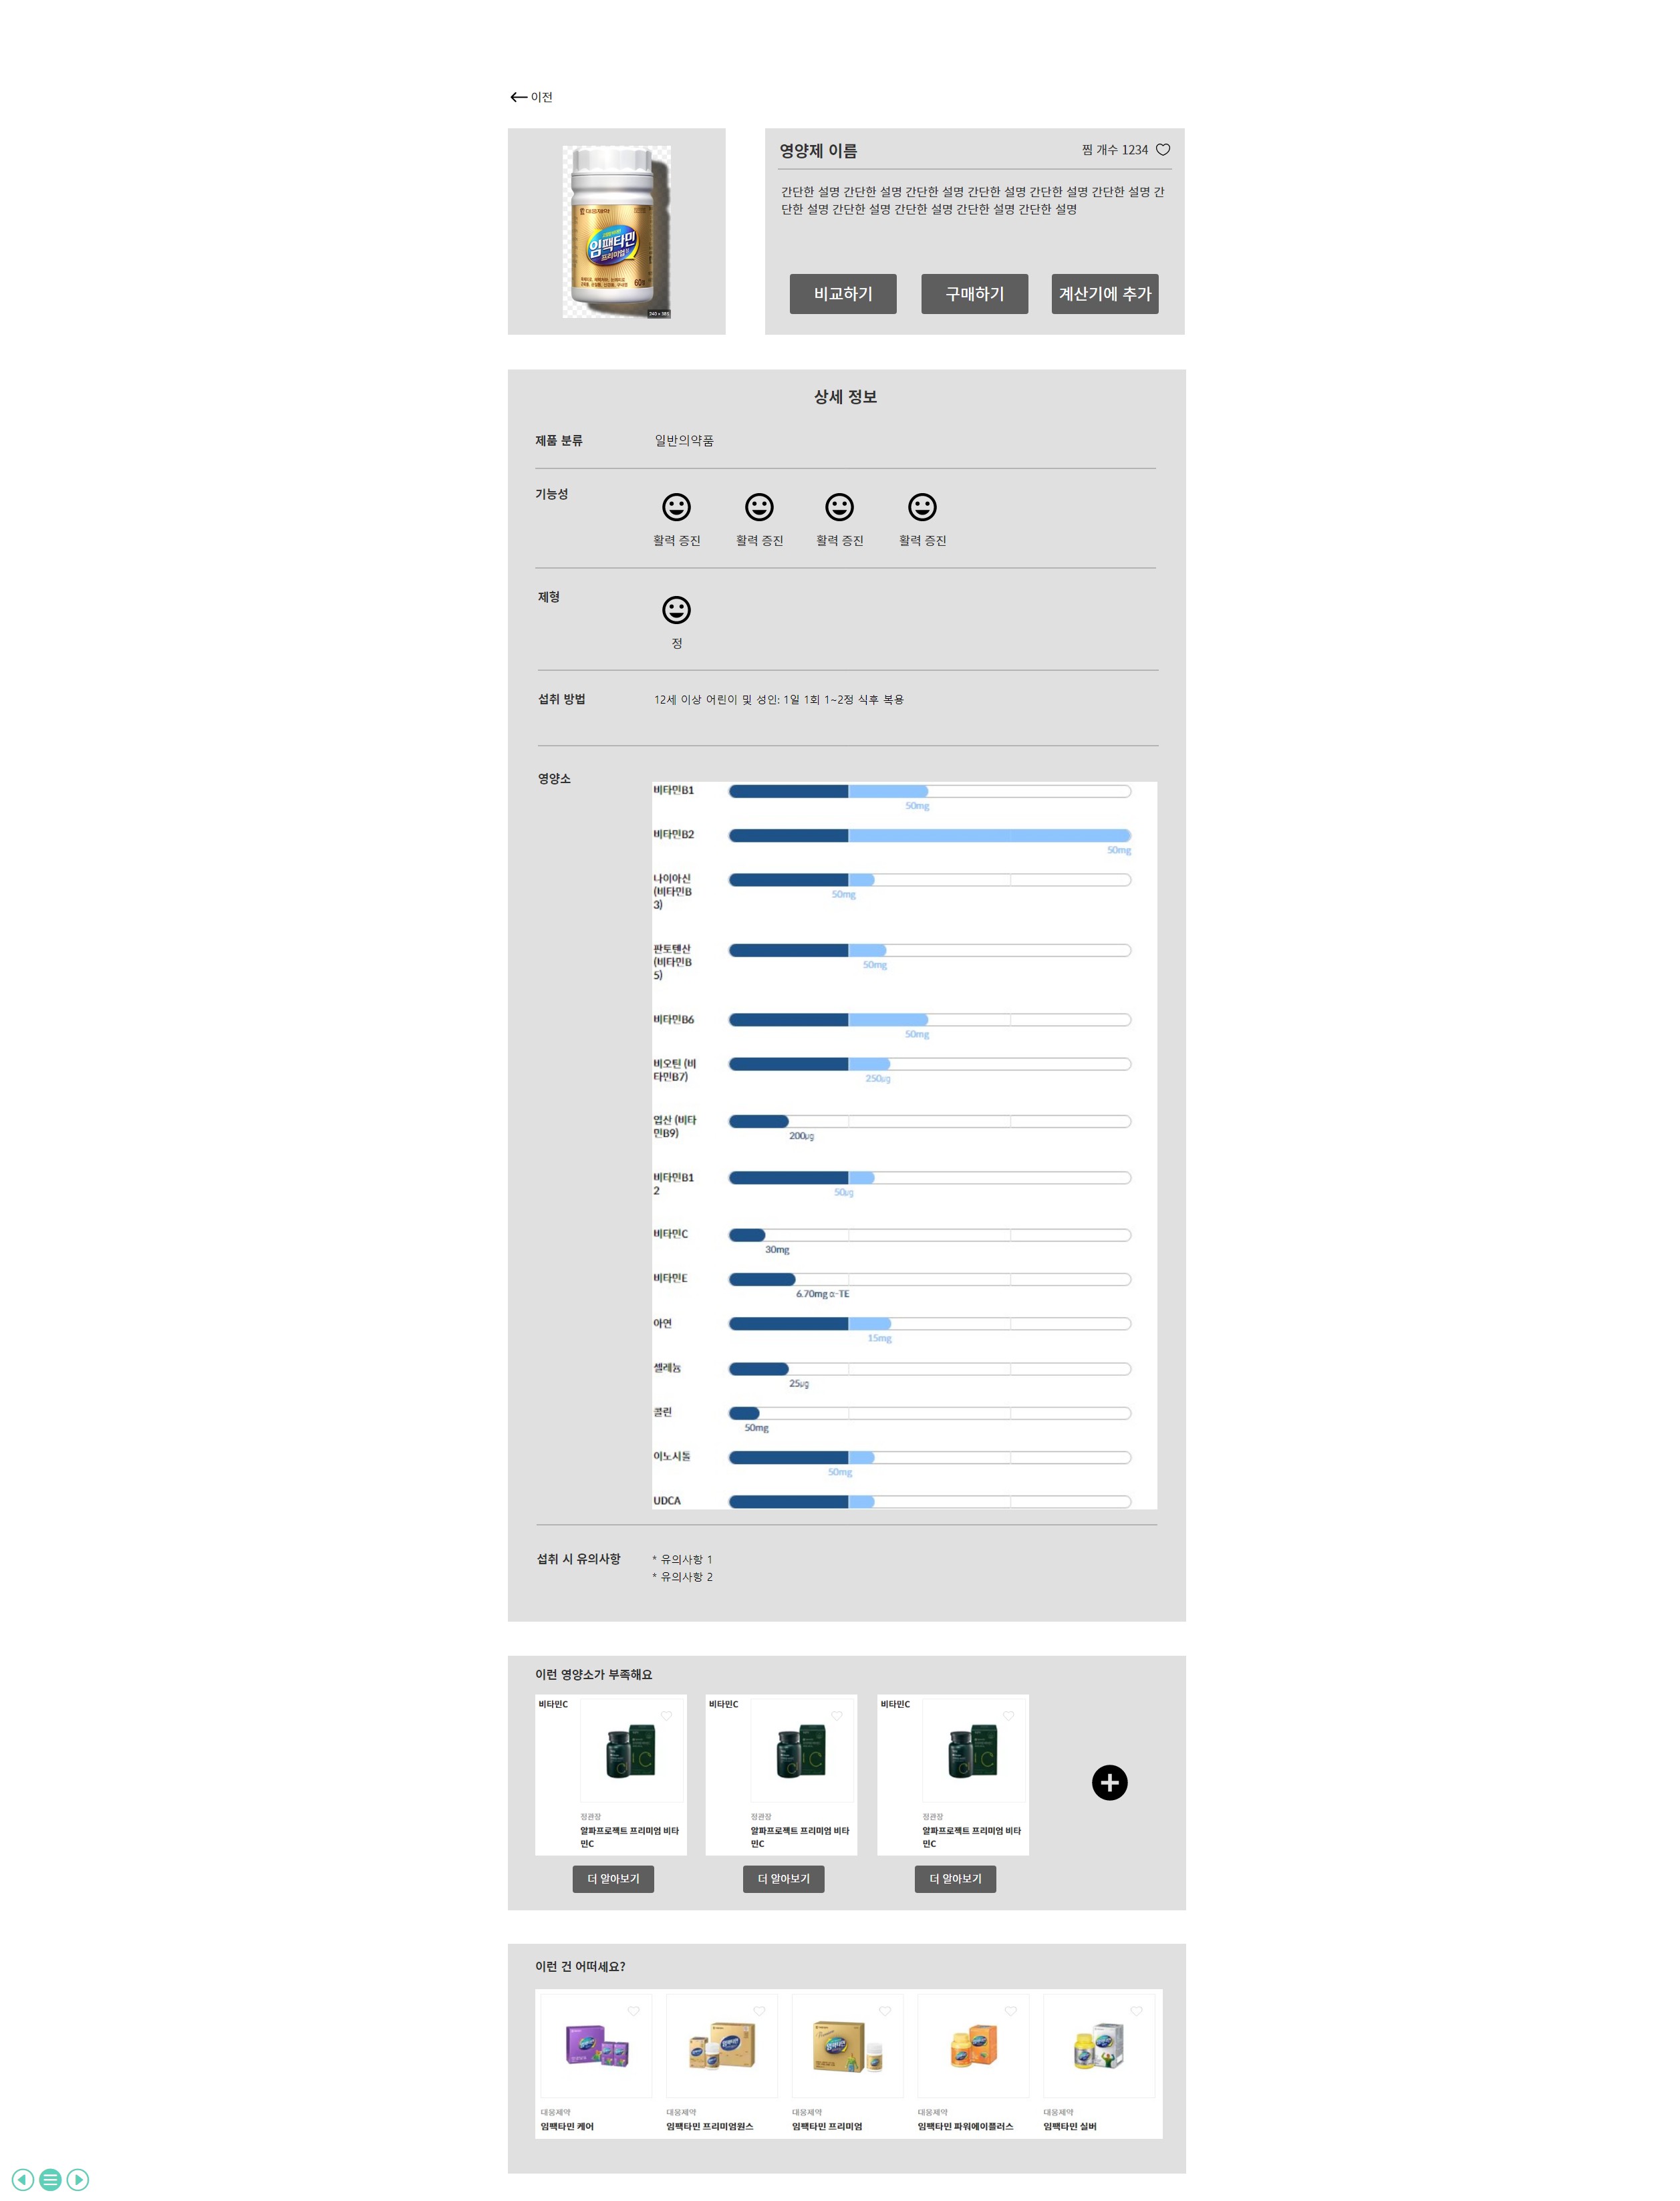 이전
대웅제약
임팩타민
프리미엄
60정
340 × 383
영양제 이름
찜 개수 1234
간단한 설명 간단한 설명 간단한 설명 간단한 설명 간단한 설명 간단한 설명 간
단한 설명 간단한 설명 간단한 설명 간단한 설명 간단한 설명
비교하기
구매하기
계산기에 추가
상세 정보
제품 분류
일반의약품
기능성
활력 증진
활력 증진
활력 증진
활력 증진
제형
정
섭취 방법
12세 이상 어린이 및 성인: 1일 1회 1~2정 식후 복용
영양소
비타민B1
50mg
비타민B2
50mg
나이아신
(비타민B
3)
50mg
판토텐산
(비타민B
5)
50mg
비타민B6
50mg
비오틴 (비
타민B7)
250μg
엽산 (비타
민B9)
200μg
비타민B1
2
50μg
비타민C
30mg
비타민E
6.70mg α-TE
아연
15mg
셀레늄
25μg
콜린
50mg
이노시톨
50mg
UDCA
섭취 시 유의사항
* 유의사항 1
* 유의사항 2
이런 영양소가 부족해요
비타민C
정관장
알파프로젝트 프리미엄 비타
민C
더 알아보기
비타민C
정관장
알파프로젝트 프리미엄 비타
민C
더 알아보기
비타민C
정관장
알파프로젝트 프리미엄 비타
민C
더 알아보기
이런 건 어떠세요?
대웅제약
임팩타민 케어
대웅제약
임팩타민 프리미엄원스
대웅제약
임팩타민 프리미엄
대웅제약
임팩타민 파워에이플러스
대웅제약
임팩타민 실버